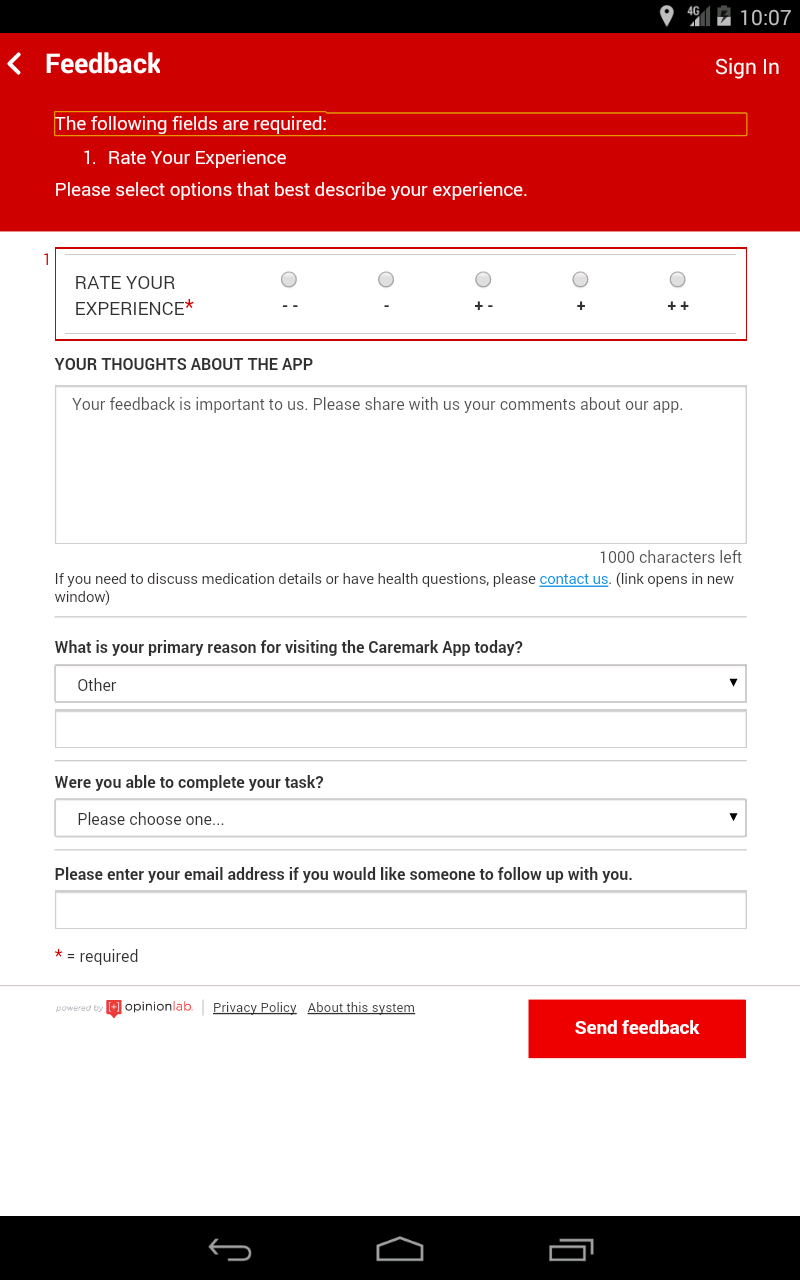 4G 10:07
Feedback
Sign In
The following fields are required:
1. Rate Your Experience
Please select options that best describe your experience.
1
RATE YOUR
EXPERIENCE*
- - - + - + + +
YOUR THOUGHTS ABOUT THE APP
Your feedback is important to us. Please share with us your comments about our app.
1000 characters left
If you need to discuss medication details or have health questions, please contact us. (link opens in new
window)
What is your primary reason for visiting the Caremark App today?
Other
Were you able to complete your task?
Please choose one...
Please enter your email address if you would like someone to follow up with you.
* = required
powered by [+] opinionlab. Privacy Policy About this system
Send feedback